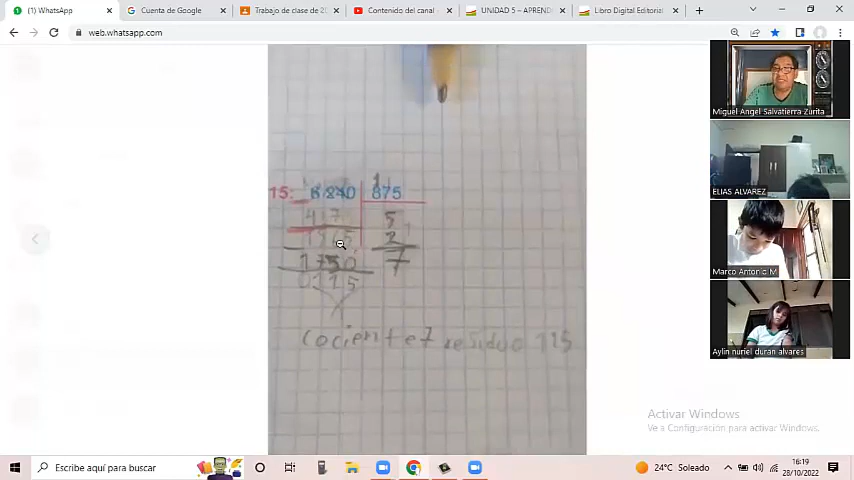 (1) WhatsApp
Cuenta de Google
Trabajo de clase de 20
Contenido del canal
UNIDAD 5 – APREND
Libro Digital Editorial
web.whatsapp.com
Miguel Angel Salvatierra Zurita
ELIAS ALVAREZ
Marco Antonio M
Aylin nuriel duran alvares
15: 875
5
2
1750 7
0115
cociente 7 residuo 115
Activar Windows
Ve a Configuración para activar Windows.
Escribe aquí para buscar
24°C Soleado
16:19
28/10/2022